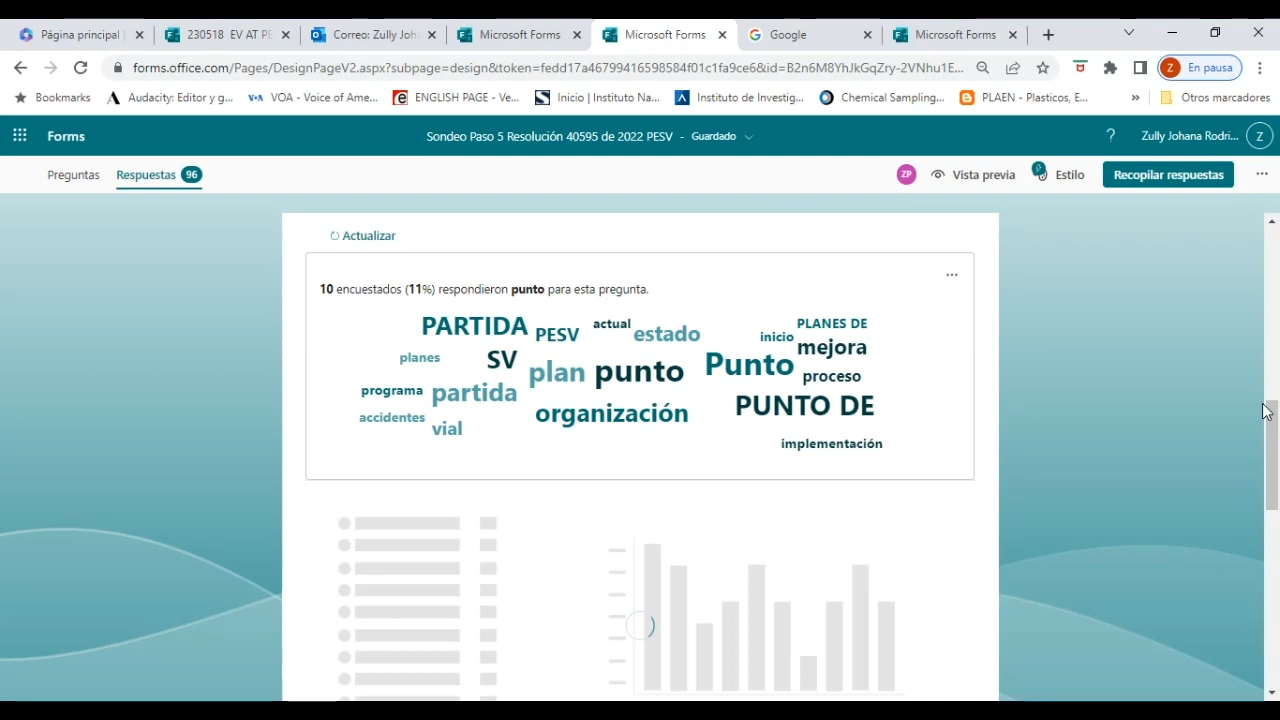 Página principal
230518 EV AT PE
Correo: Zully Joha
Microsoft Forms
Microsoft Forms
Google
Microsoft Forms
forms.office.com/Pages/DesignPageV2.aspx?subpage=design&token=fedd17a46799416598584f01c1fa9ce6&id=B2n6M8YhJkGqZry-2VNhu1E...
Z En pausa
Bookmarks
Audacity: Editor y g...
VOA - Voice of Ame...
ENGLISH PAGE - Ve...
Inicio | Instituto Na...
Instituto de Investig...
Chemical Sampling...
PLAEN - Plasticos, E...
»
Otros marcadores
Forms
Sondeo Paso 5 Resolución 40595 de 2022 PESV - Guardado
?
Zully Johana Rodri...
Z
Preguntas
Respuestas 96
ZP
Vista previa
Estilo
Recopilar respuestas
...
Actualizar
...
10 encuestados (11%) respondieron punto para esta pregunta.
PARTIDA PESV actual estado inicio PLANES DE
planes SV plan punto Punto mejora
programa partida proceso
accidentes vial organización PUNTO DE
implementación